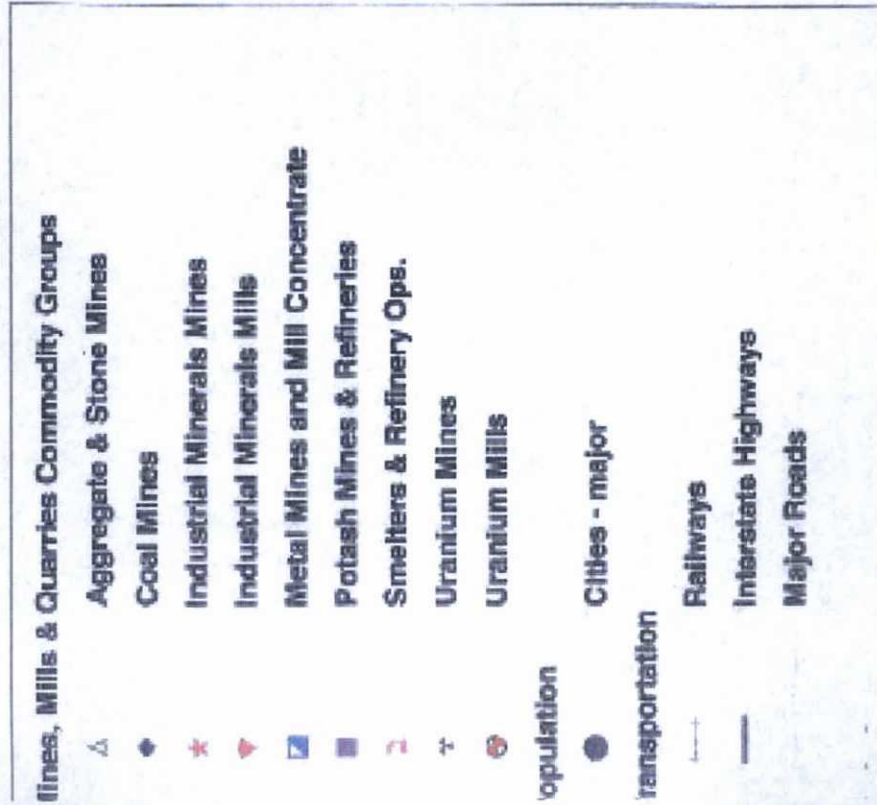 lines, Mills & Quarries Commodity Groups
Aggregate & Stone Mines
Coal Mines
Industrial Minerals Mines
Industrial Minerals Mills
Metal Mines and Mill Concentrate
Potash Mines & Refineries
Smelters & Refinery Ops.
Uranium Mines
Uranium Mills
opulation
Cities - major
ransportation
Railways
Interstate Highways
Major Roads